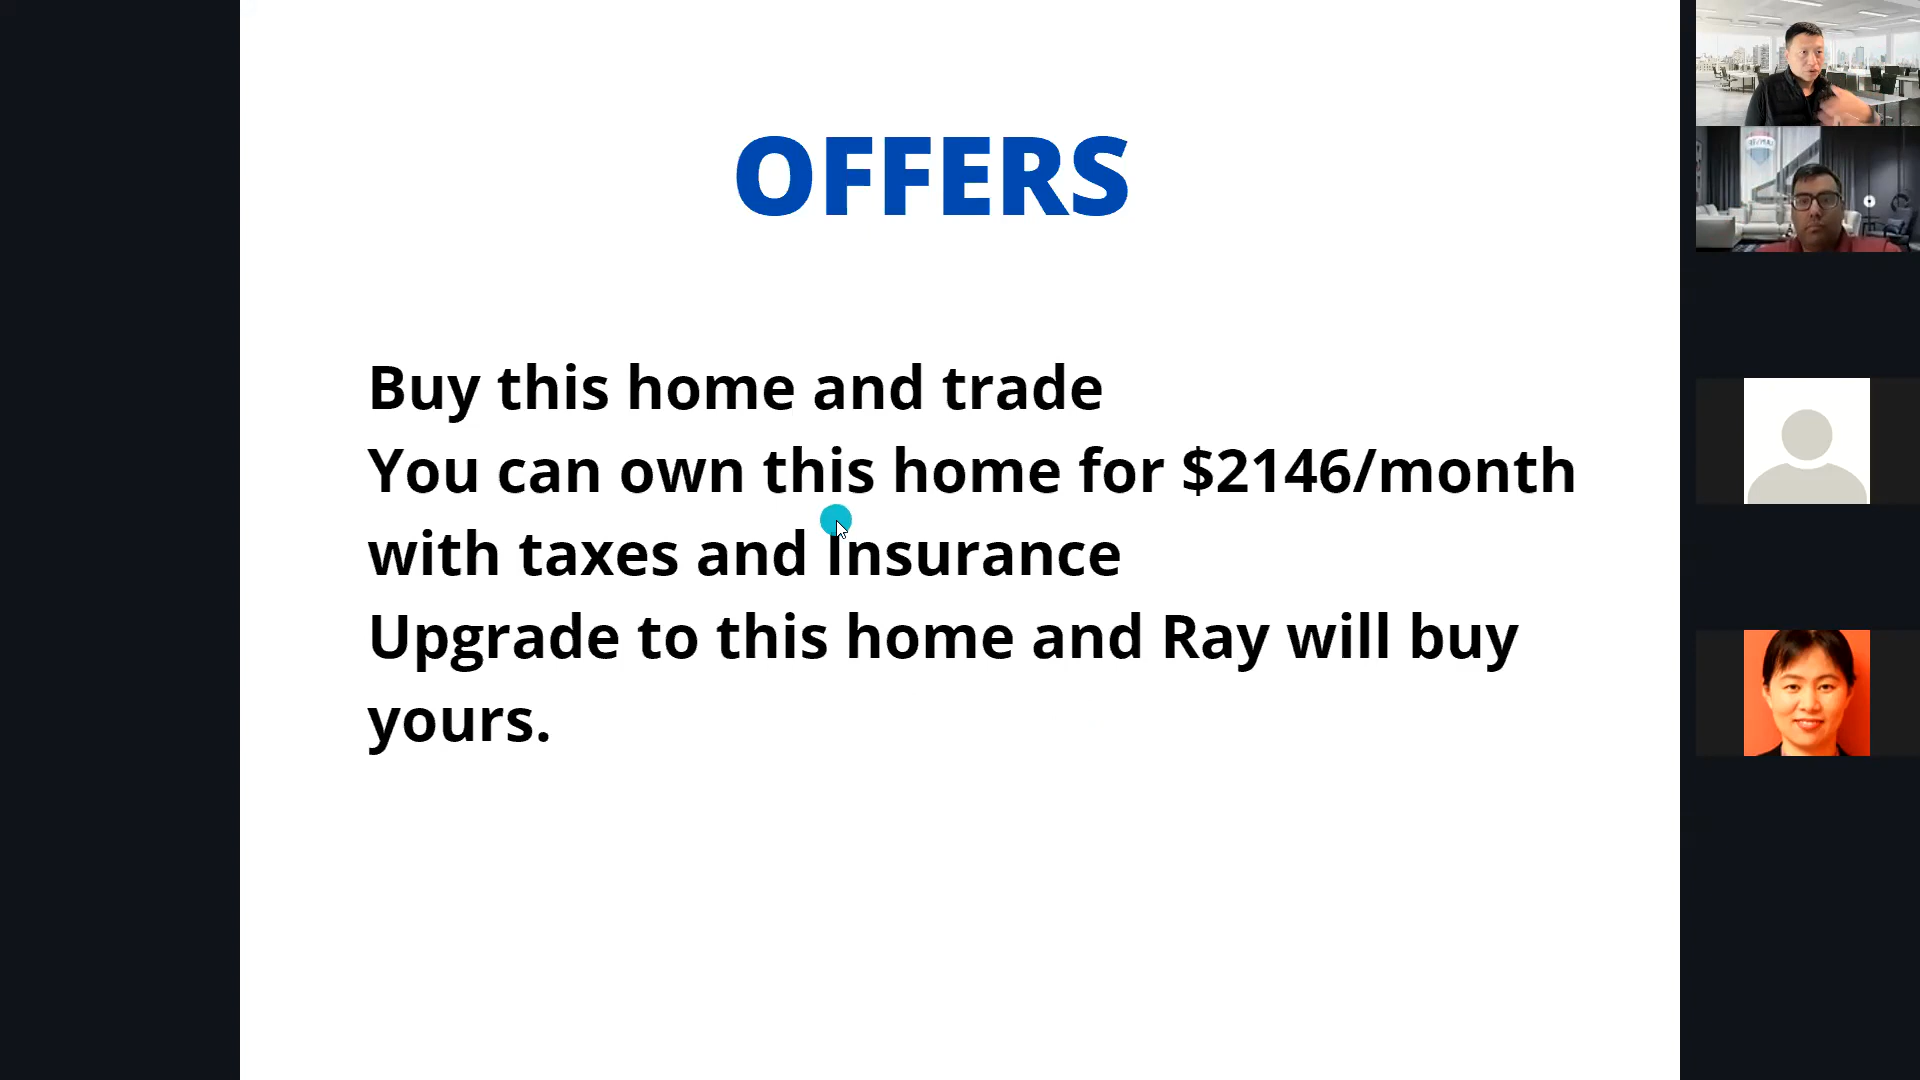 OFFERS
Buy this home and trade
You can own this home for $2146/month
with taxes and Insurance
Upgrade to this home and Ray will buy
yours.